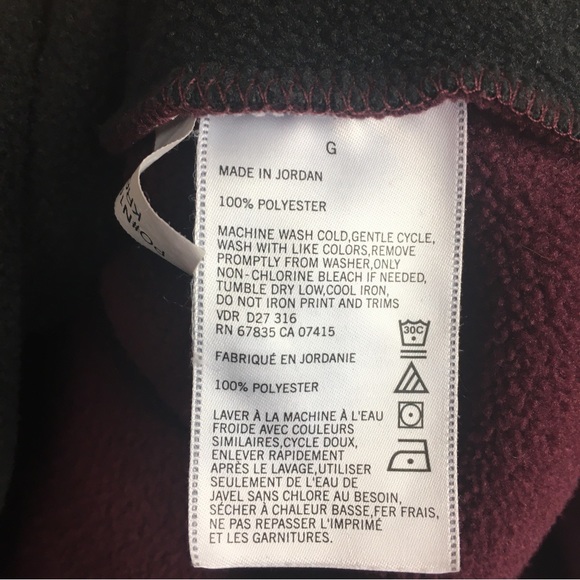 G
MADE IN JORDAN
100% POLYESTER
MACHINE WASH COLD,GENTLE CYCLE,
WASH WITH LIKE COLORS,REMOVE
PROMPTLY FROM WASHER,ONLY
NON-CHLORINE BLEACH IF NEEDED,
TUMBLE DRY LOW,COOL IRON,
DO NOT IRON PRINT AND TRIMS
VDR D27 316
RN 67835 CA 07415
30C
FABRIQUÉ EN JORDANIE
100% POLYESTER
LAVER À LA MACHINE À L'EAU
FROIDE AVEC COULEURS
SIMILAIRES,CYCLE DOUX,
ENLEVER RAPIDEMENT
APRÈS LE LAVAGE,UTILISER
SEULEMENT DE L'EAU DE
JAVEL SANS CHLORE AU BESOIN,
SÉCHER À CHALEUR BASSE,FER FRAIS,
NE PAS REPASSER L'IMPRIMÉ
ET LES GARNITURES.